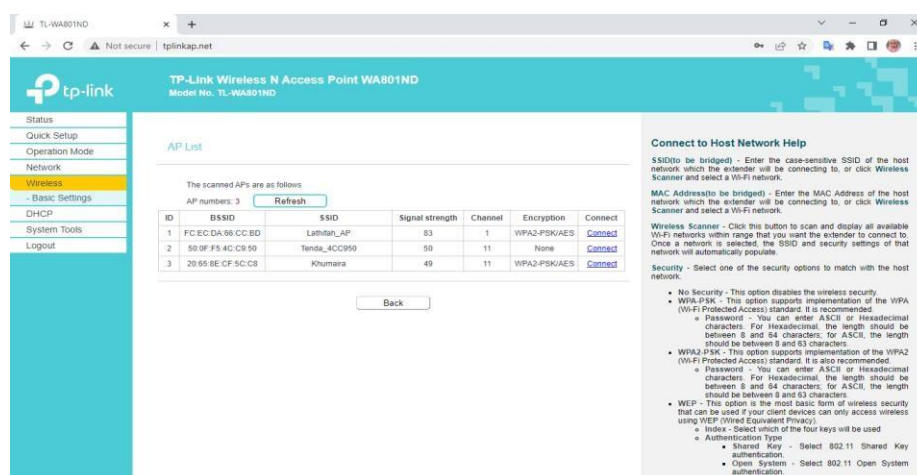 TL-WA801ND
Not secure | tplinkap.net
tp-link
TP-Link Wireless N Access Point WA801ND
Model No. TL-WA801ND
Status
Quick Setup
Operation Mode
Network
Wireless
- Basic Settings
DHCP
System Tools
Logout
AP List
The scanned APs are as follows
AP numbers: 3 Refresh
ID BSSID SSID Signal strength Channel Encryption Connect
1 FC:EC:DA:66:CC:BD Lathifah_AP 83 1 WPA2-PSK/AES Connect
2 50:0F:F5:4C:C9:50 Tenda_4CC950 50 11 None Connect
3 20:65:8E:CF:5C:C8 Khumaira 49 11 WPA2-PSK/AES Connect
Back
Connect to Host Network Help
SSID(to be bridged) - Enter the case-sensitive SSID of the host
network which the extender will be connecting to, or click Wireless
Scanner and select a Wi-Fi network.
MAC Address(to be bridged) - Enter the MAC Address of the host
network which the extender will be connecting to, or click Wireless
Scanner and select a Wi-Fi network.
Wireless Scanner - Click this button to scan and display all available
Wi-Fi networks within range that you want the extender to connect to.
Once a network is selected, the SSID and security settings of that
network will automatically populate.
Security - Select one of the security options to match with the host
network.
No Security - This option disables the wireless security.
WPA-PSK - This option supports implementation of the WPA
(Wi-Fi Protected Access) standard. It is recommended.
Password - You can enter ASCII or Hexadecimal
characters. For Hexadecimal, the length should be
between 8 and 64 characters; for ASCII, the length
should be between 8 and 63 characters.
WPA2-PSK - This option supports implementation of the WPA2
(Wi-Fi Protected Access) standard. It is also recommended.
Password - You can enter ASCII or Hexadecimal
characters. For Hexadecimal, the length should be
between 8 and 64 characters; for ASCII, the length
should be between 8 and 63 characters.
WEP - This option is the most basic form of wireless security
that can be used if your client devices can only access wireless
using WEP (Wired Equivalent Privacy).
Index - Select which of the four keys will be used
Authentication Type
Shared Key - Select 802.11 Shared Key
authentication.
Open System - Select 802.11 Open System
authentication.